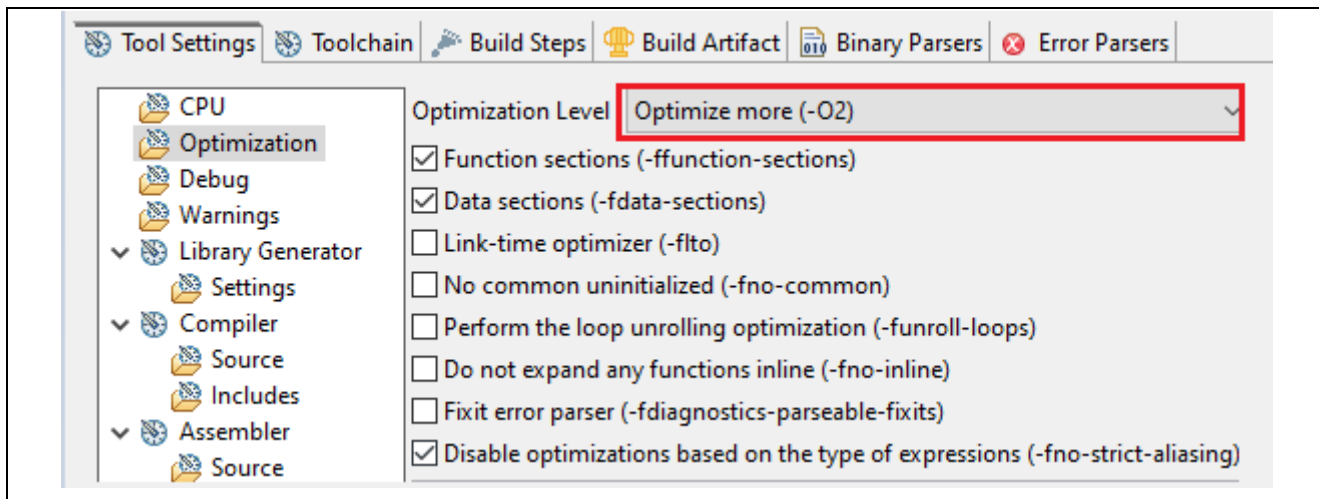 Tool Settings Toolchain Build Steps Build Artifact Binary Parsers Error Parsers
CPU
Optimization
Debug
Warnings
Library Generator
Settings
Compiler
Source
Includes
Assembler
Source
Optimization Level Optimize more (-O2)
Function sections (-ffunction-sections)
Data sections (-fdata-sections)
Link-time optimizer (-flto)
No common uninitialized (-fno-common)
Perform the loop unrolling optimization (-funroll-loops)
Do not expand any functions inline (-fno-inline)
Fixit error parser (-fdiagnostics-parseable-fixits)
Disable optimizations based on the type of expressions (-fno-strict-aliasing)